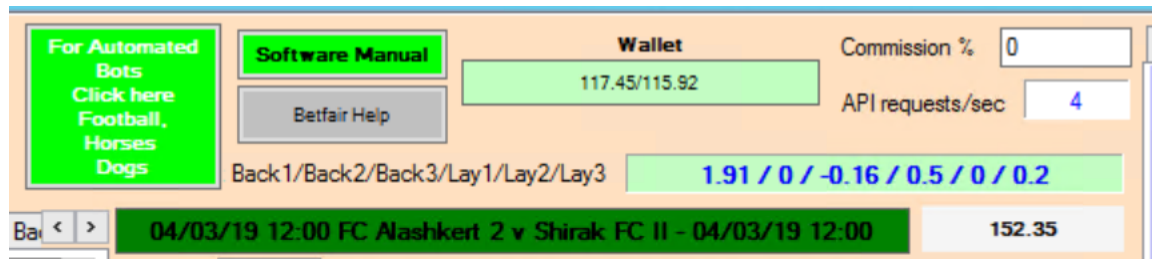 For Automated
Bots
Click here
Football,
Horses
Dogs
Software Manual
Betfair Help
Wallet
117.45/115.92
Commission % 0
API requests/sec 4
Back1/Back2/Back3/Lay1/Lay2/Lay3 1.91 / 0 / -0.16 / 0.5 / 0 / 0.2
< > 04/03/19 12:00 FC Alashkert 2 v Shirak FC II - 04/03/19 12:00 152.35